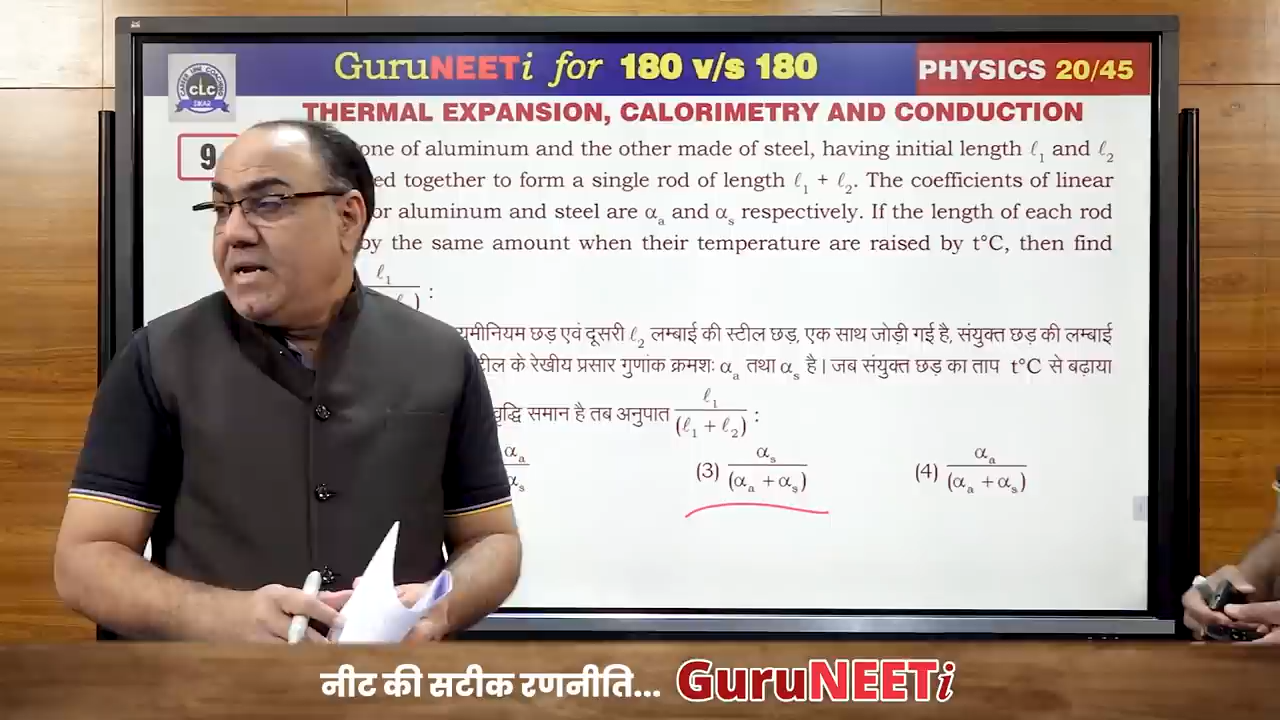 GuruNEETi for 180 v/s 180
PHYSICS 20/45
CLC
SIKAR
THERMAL EXPANSION, CALORIMETRY AND CONDUCTION
9
one of aluminum and the other made of steel, having initial length ℓ₁ and ℓ₂
ed together to form a single rod of length ℓ₁ + ℓ₂. The coefficients of linear
or aluminum and steel are αₐ and αₛ respectively. If the length of each rod
by the same amount when their temperature are raised by t°C, then find
ℓ₁
) :
यमीनियम छड़ एवं दूसरी ℓ₂ लम्बाई की स्टील छड़, एक साथ जोड़ी गई है, संयुक्त छड़ की लम्बाई
टील के रेखीय प्रसार गुणांक क्रमशः αₐ तथा αₛ है। जब संयुक्त छड़ का ताप t°C से बढ़ाया
वृद्धि समान है तब अनुपात ℓ₁/(ℓ₁ + ℓ₂) :
αₐ/αₛ (3) αₛ/(αₐ + αₛ) (4) αₐ/(αₐ + αₛ)
नीट की सटीक रणनीति... GuruNEETi